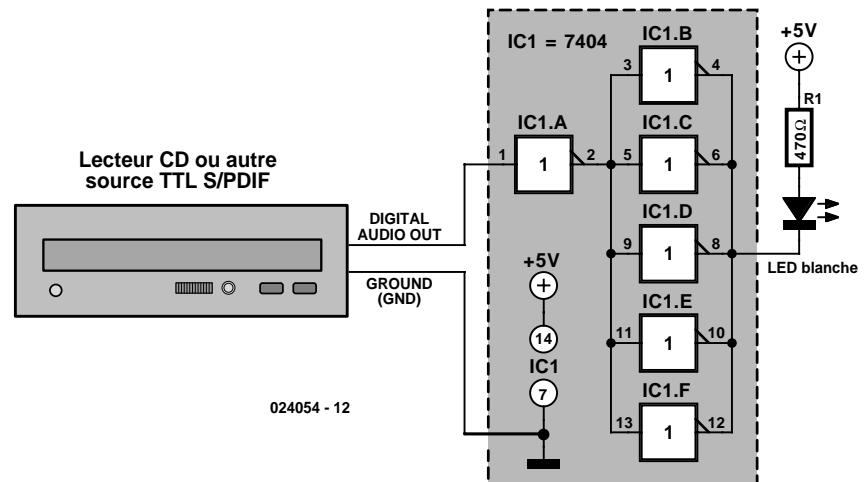 IC1 = 7404
IC1.B
3 1 4
+5V
+
R1
470Ω
IC1.A
1 1 2
IC1.C
5 1 6
Lecteur CD ou autre
source TTL S/PDIF
DIGITAL
AUDIO OUT
GROUND
(GND)
IC1.D
9 1 8
LED blanche
+5V
+
14
IC1
7
IC1.E
11 1 10
IC1.F
13 1 12
024054 - 12